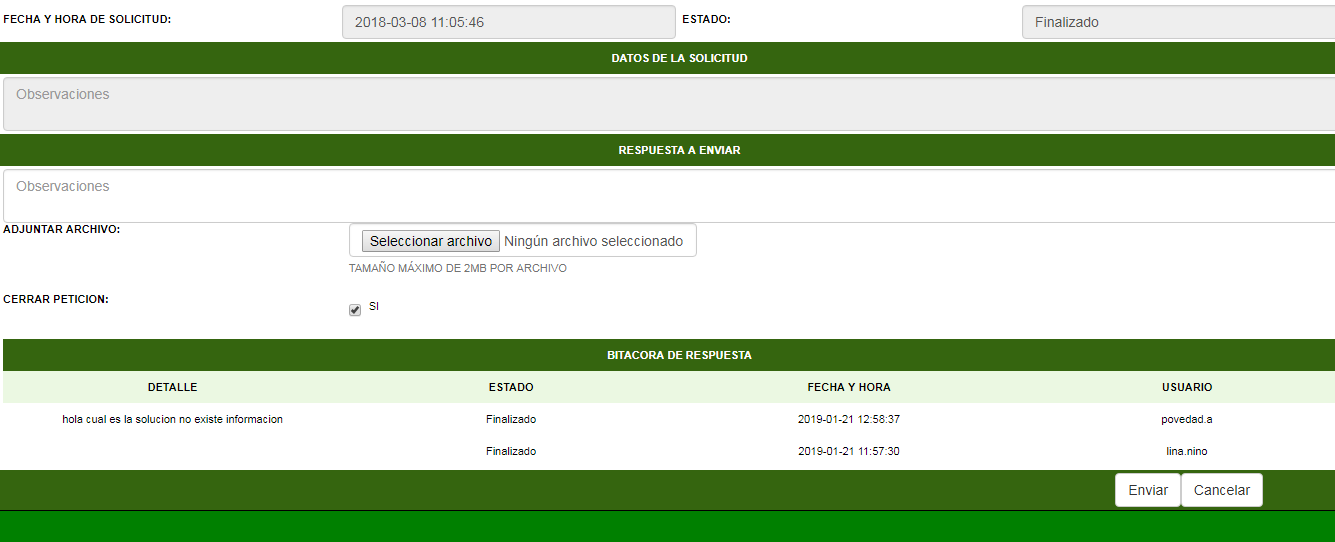 FECHA Y HORA DE SOLICITUD: 2018-03-08 11:05:46 ESTADO: Finalizado
DATOS DE LA SOLICITUD
Observaciones
RESPUESTA A ENVIAR
Observaciones
ADJUNTAR ARCHIVO: Seleccionar archivo Ningún archivo seleccionado
TAMAÑO MÁXIMO DE 2MB POR ARCHIVO
CERRAR PETICION: SI
BITACORA DE RESPUESTA
DETALLE ESTADO FECHA Y HORA USUARIO
hola cual es la solucion no existe informacion Finalizado 2019-01-21 12:58:37 povedad.a
Finalizado 2019-01-21 11:57:30 lina.nino
Enviar Cancelar